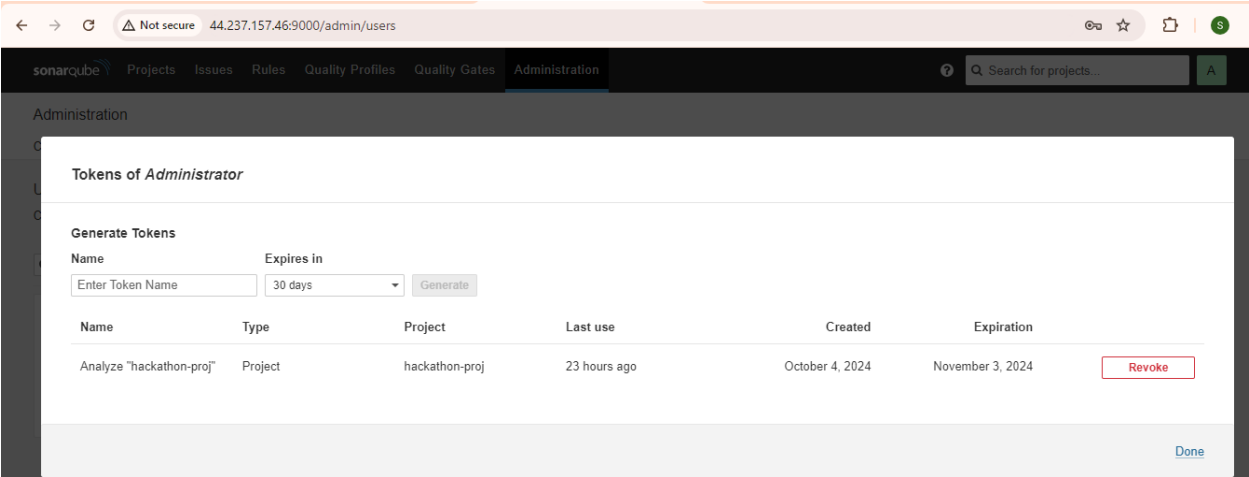 Not secure 44.237.157.46:9000/admin/users S
sonarqube Projects Issues Rules Quality Profiles Quality Gates Administration ? Search for projects... A
Administration
Tokens of Administrator
Generate Tokens
Name Expires in
Enter Token Name 30 days Generate
Name Type Project Last use Created Expiration
Analyze "hackathon-proj" Project hackathon-proj 23 hours ago October 4, 2024 November 3, 2024 Revoke
Done